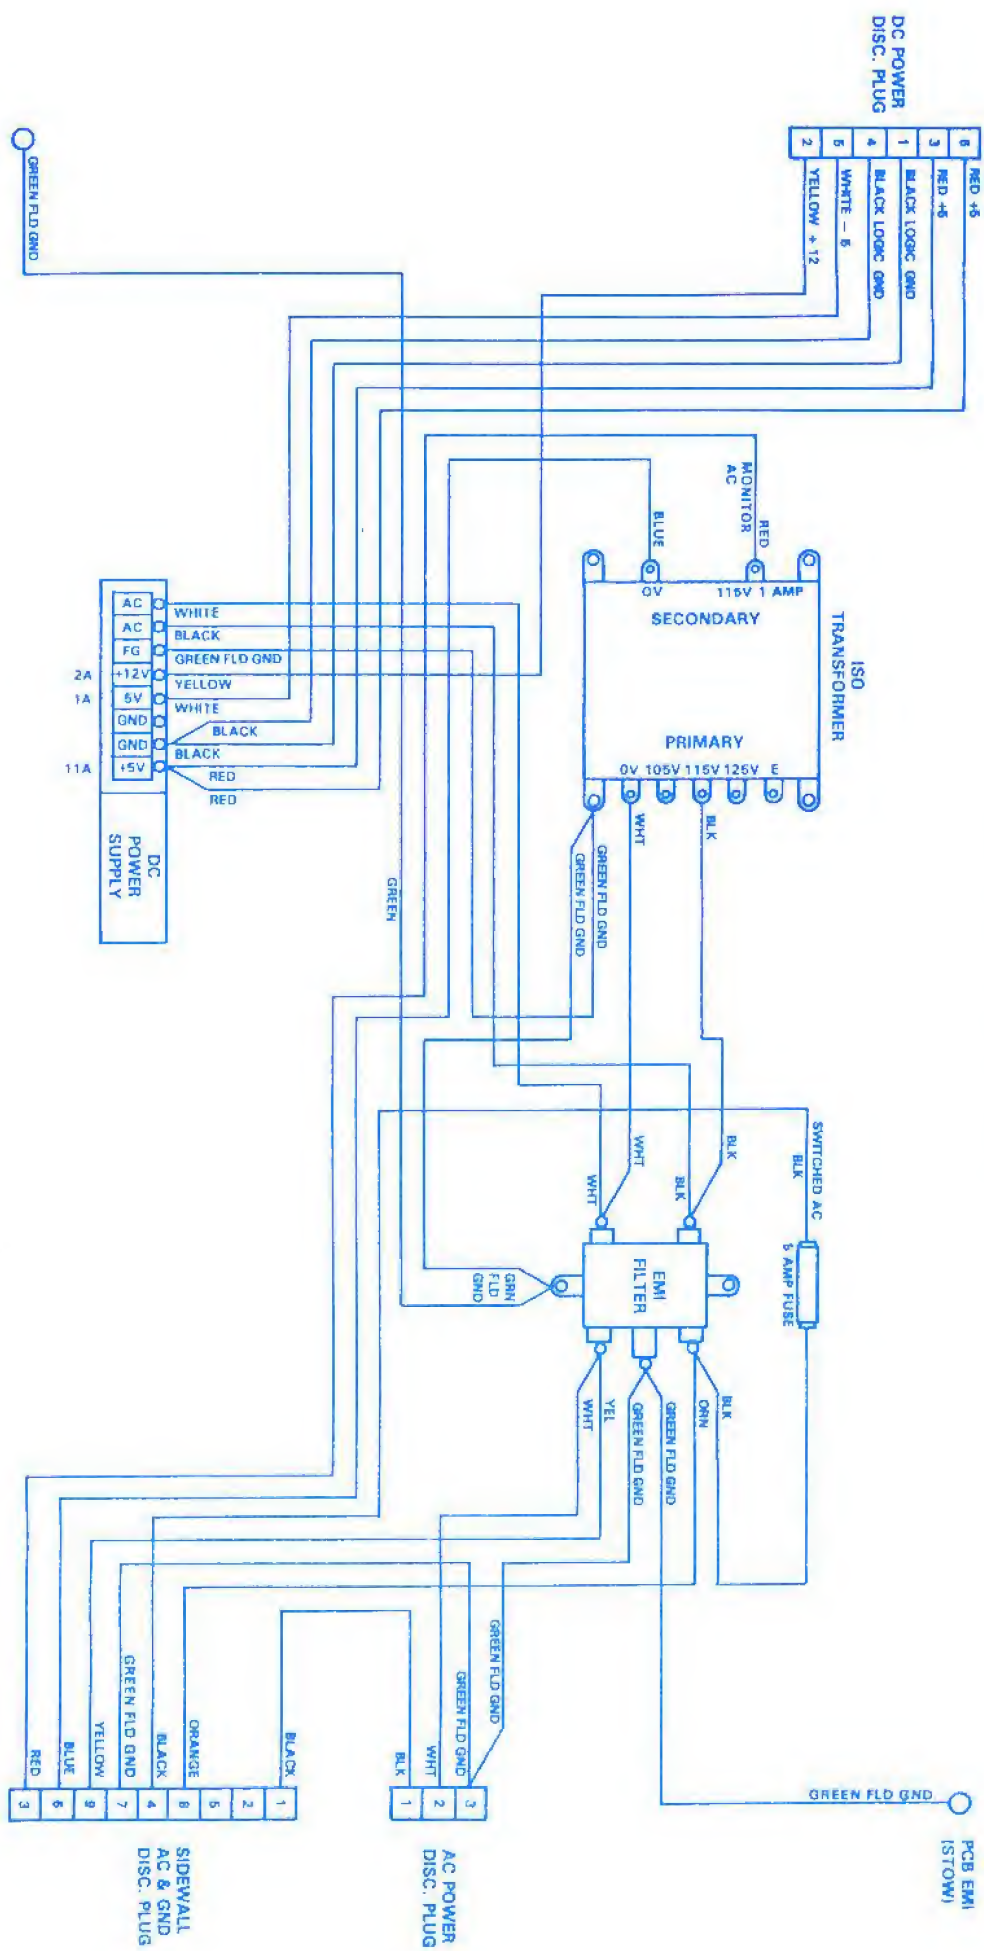 DC POWER
DISC. PLUG
2
5
4
1
3
6
YELLOW + 12
WHITE - 5
BLACK LOGIC GND
BLACK LOGIC GND
RED +5
RED +5
GREEN FLD GND
MONITOR
AC
RED
BLUE
0V
115V 1 AMP
SECONDARY
ISO
TRANSFORMER
PRIMARY
0V 105V 115V 125V E
AC
AC
FG
+12V
5V
GND
GND
+5V
2A
1A
11A
WHITE
BLACK
GREEN FLD GND
YELLOW
WHITE
BLACK
BLACK
RED
RED
DC
POWER
SUPPLY
WHT
BLK
GREEN FLD GND
GREEN FLD GND
GREEN
WHT
WHT
BLK
BLK
SWITCHED AC
BLK
5 AMP FUSE
EMI
FILTER
GRN
FLD
GND
WHT
YEL
GREEN FLD GND
GREEN FLD GND
ORN
BLK
GREEN FLD GND
GREEN FLD GND
WHT
BLK
BLACK
ORANGE
BLACK
GREEN FLD GND
YELLOW
BLUE
RED
3
6
9
7
4
8
5
2
1
SIDEWALL
AC & GND
DISC. PLUG
1
2
3
AC POWER
DISC. PLUG
GREEN FLD GND
PCB EMI
(STOW)